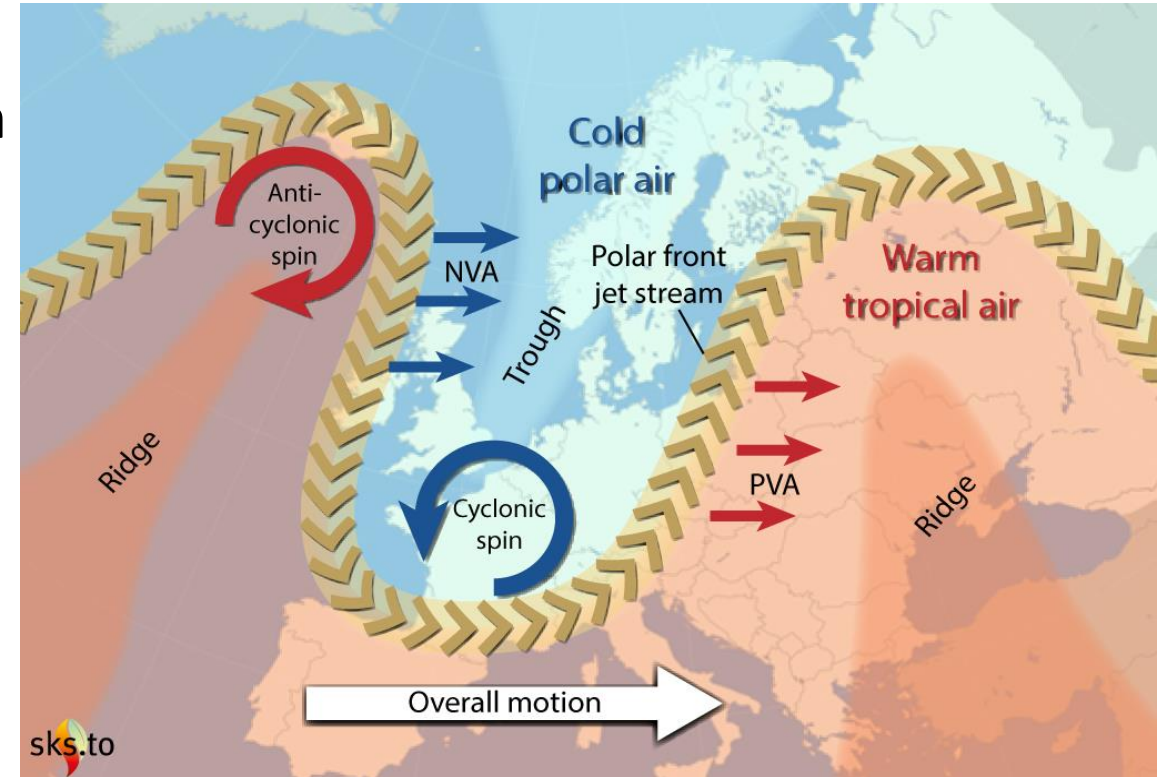 Cold
polar air
Anti-
cyclonic
spin
NVA
Polar front
jet stream
Warm
tropical air
Trough
Ridge
PVA
Ridge
Cyclonic
spin
Overall motion
sks.to